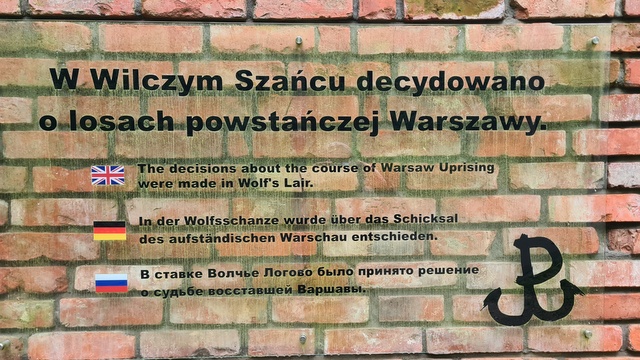 W Wilczym Szańcu decydowano
o losach powstańczej Warszawy.
The decisions about the course of Warsaw Uprising
were made in Wolf's Lair.
In der Wolfsschanze wurde über das Schicksal
des aufständischen Warschau entschieden.
В ставке Волчье Логово было принято решение
о судьбе восставшей Варшавы.